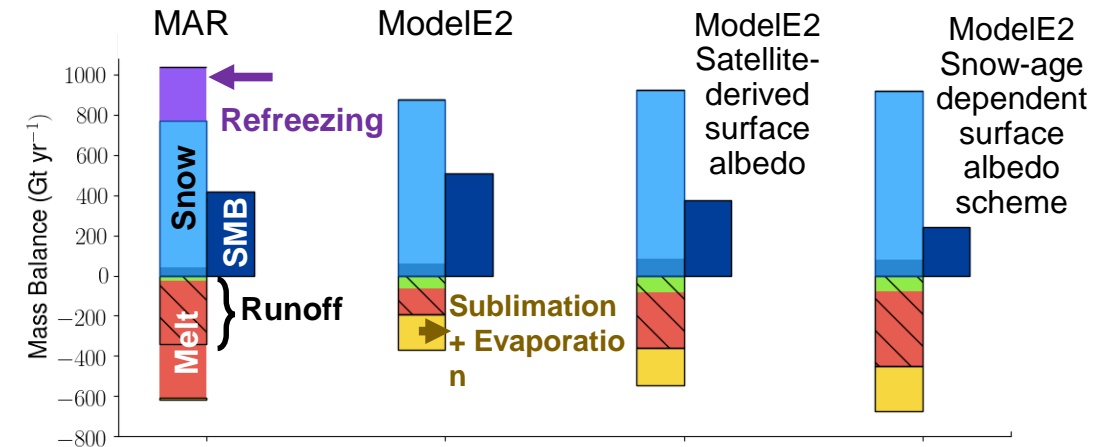 MAR
ModelE2
ModelE2
Satellite-
derived
surface
albedo
ModelE2
Snow-age
dependent
surface
albedo
scheme
Mass Balance (Gt yr⁻¹)
1000
800
600
400
200
0
−200
−400
−600
−800
Refreezing
Snow
SMB
Melt
Runoff
Sublimation
+ Evaporatio
n